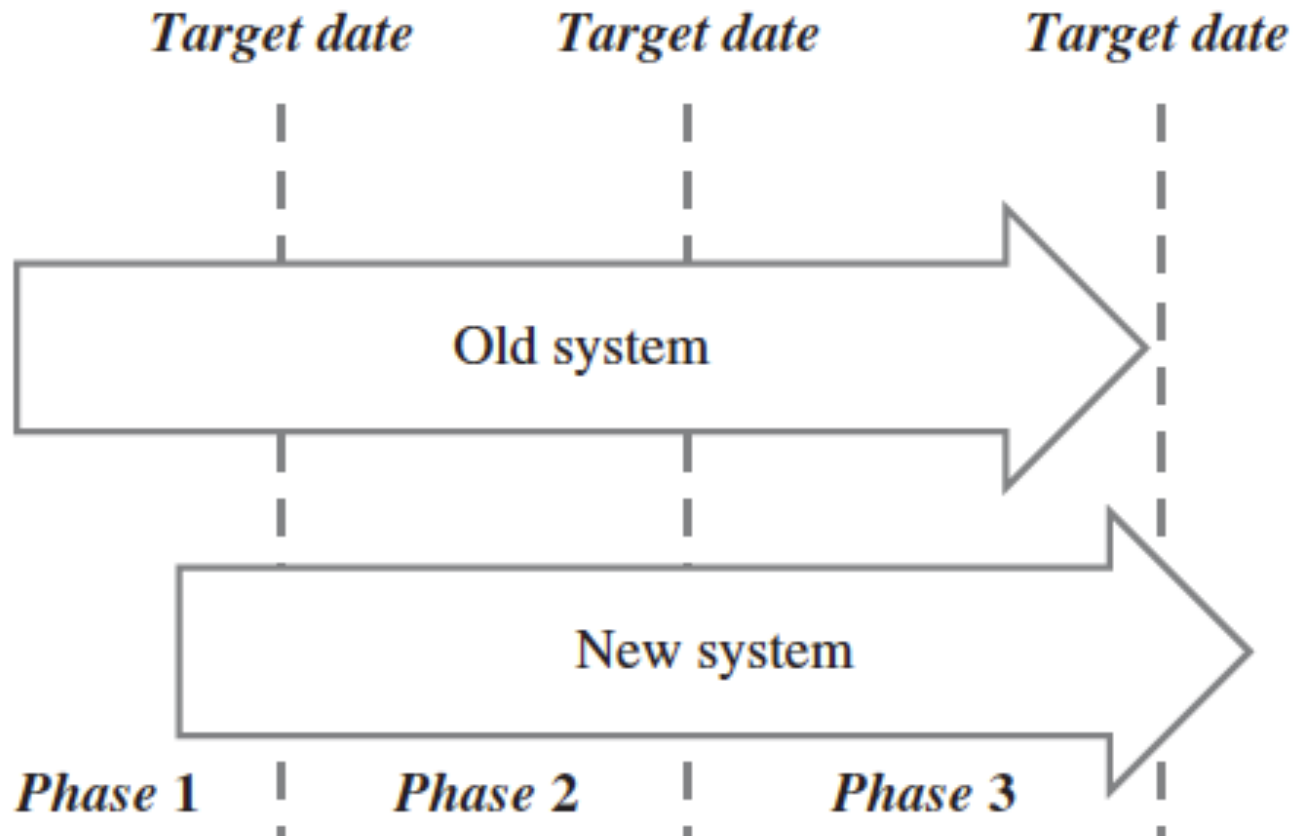 Target date Target date Target date
Old system
New system
Phase 1 Phase 2 Phase 3